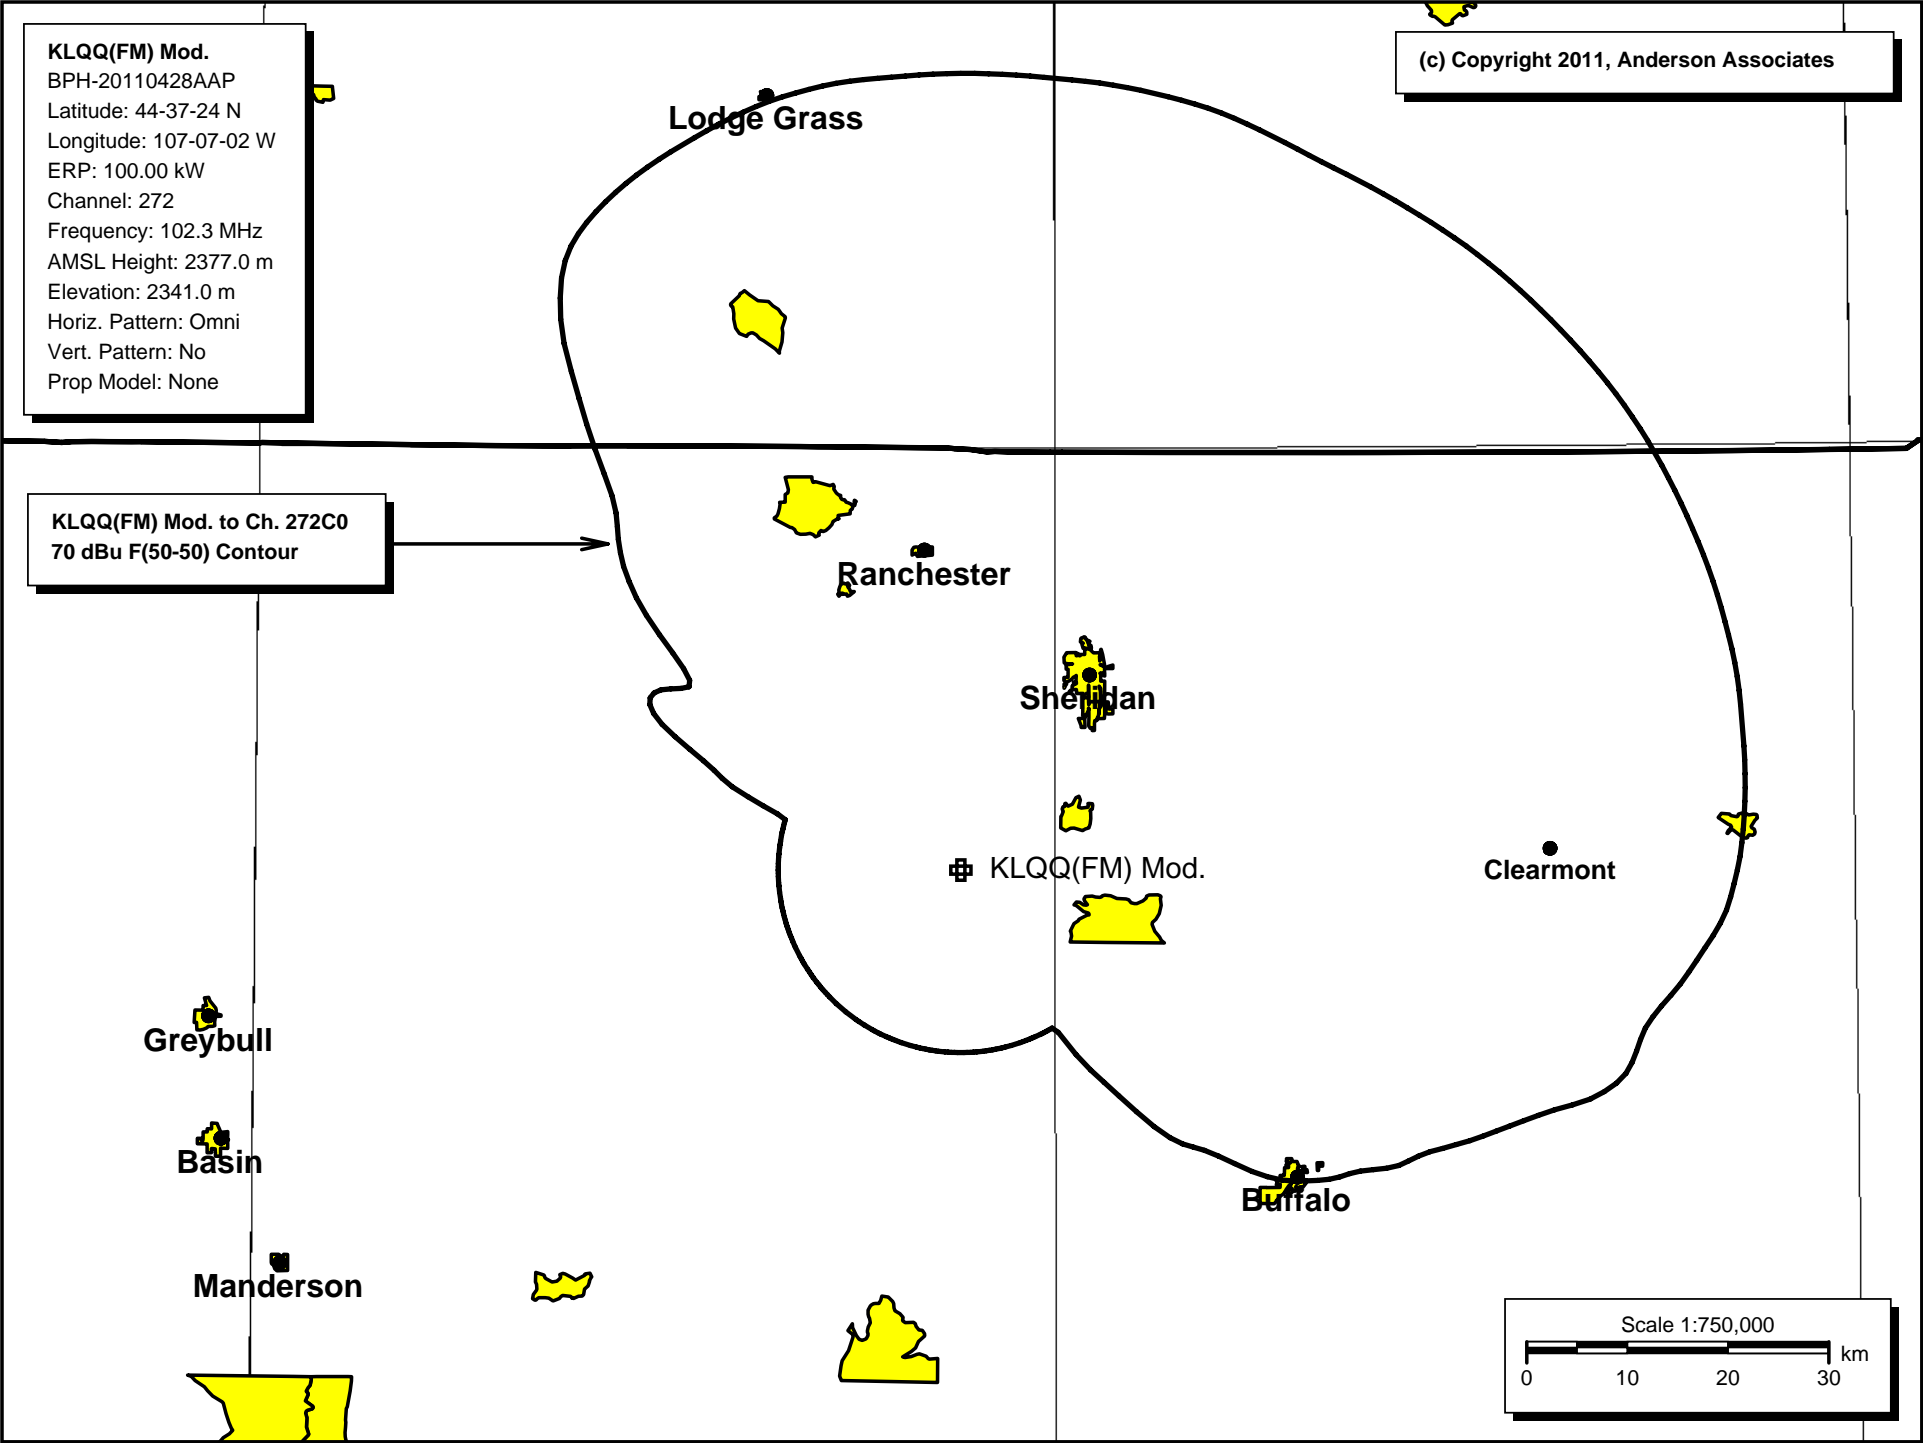 KLQQ(FM) Mod.
BPH-20110428AAP
Latitude: 44-37-24 N
Longitude: 107-07-02 W
ERP: 100.00 kW
Channel: 272
Frequency: 102.3 MHz
AMSL Height: 2377.0 m
Elevation: 2341.0 m
Horiz. Pattern: Omni
Vert. Pattern: No
Prop Model: None
(c) Copyright 2011, Anderson Associates
Lodge Grass
KLQQ(FM) Mod. to Ch. 272C0
70 dBu F(50-50) Contour
Ranchester
Sheridan
KLQQ(FM) Mod.
Clearmont
Greybull
Basin
Buffalo
Manderson
Scale 1:750,000
km
0 10 20 30